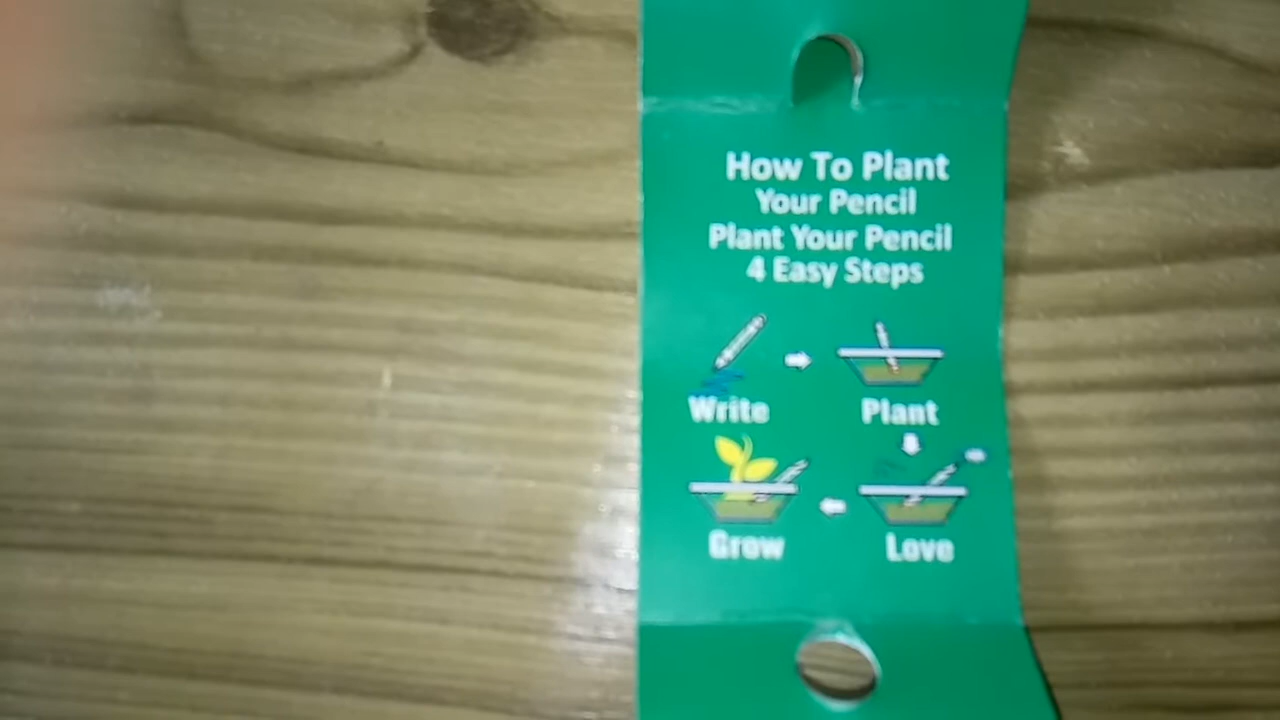 How To Plant
Your Pencil
Plant Your Pencil
4 Easy Steps
Write
Plant
Grow
Love